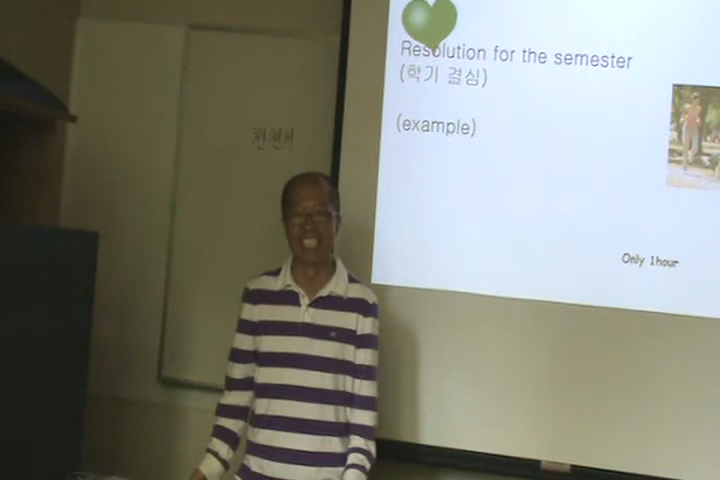 Resolution for the semester
(학기 결심)
(example)
Only 1hour